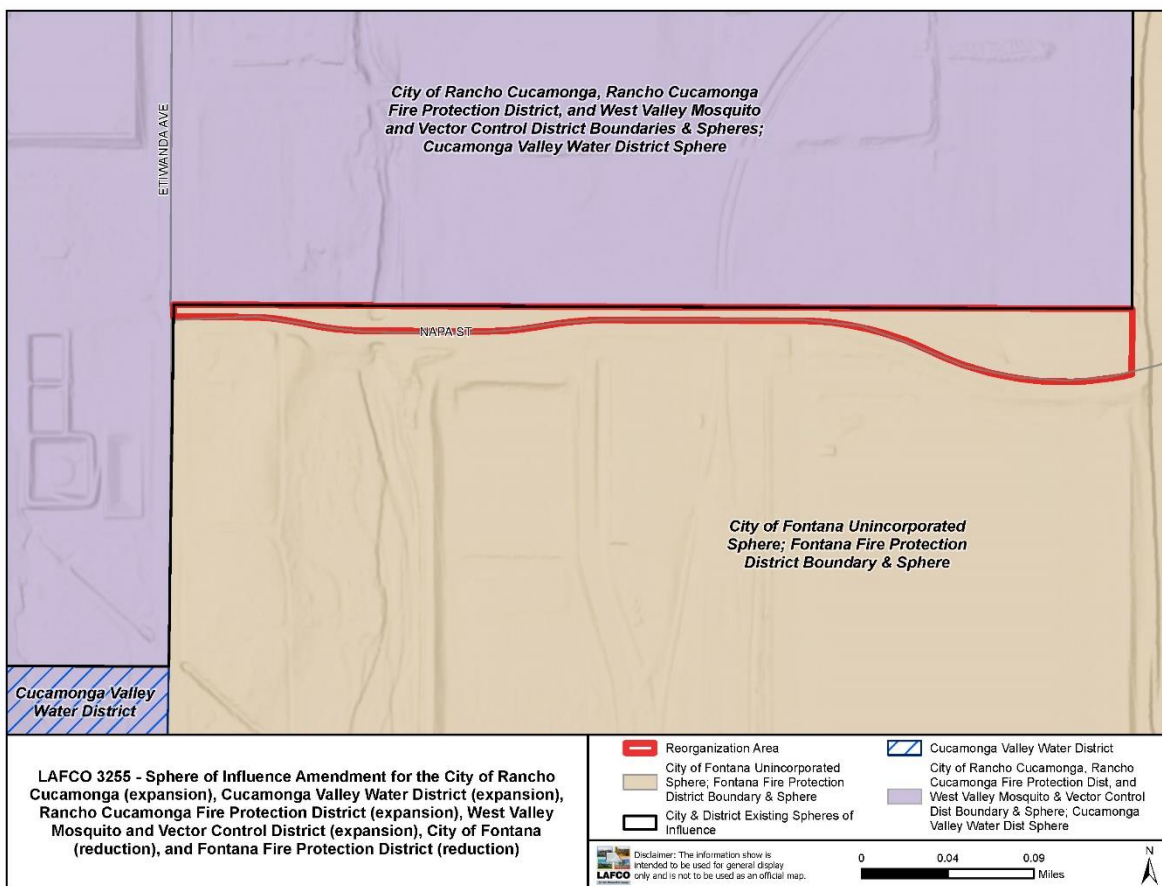 City of Rancho Cucamonga, Rancho Cucamonga
Fire Protection District, and West Valley Mosquito
and Vector Control District Boundaries & Spheres;
Cucamonga Valley Water District Sphere
ETIWANDA AVE
NAPA ST
City of Fontana Unincorporated
Sphere; Fontana Fire Protection
District Boundary & Sphere
Cucamonga Valley
Water District
LAFCO 3255 - Sphere of Influence Amendment for the City of Rancho
Cucamonga (expansion), Cucamonga Valley Water District (expansion),
Rancho Cucamonga Fire Protection District (expansion), West Valley
Mosquito and Vector Control District (expansion), City of Fontana
(reduction), and Fontana Fire Protection District (reduction)
Reorganization Area
City of Fontana Unincorporated
Sphere; Fontana Fire Protection
District Boundary & Sphere
City & District Existing Spheres of
Influence
Cucamonga Valley Water District
City of Rancho Cucamonga, Rancho
Cucamonga Fire Protection Dist, and
West Valley Mosquito & Vector Control
Dist Boundary & Sphere; Cucamonga
Valley Water Dist Sphere
LAFCO
Disclaimer: The information show is
intended to be used for general display
only and is not to be used as an official map.
0 0.04 0.09
Miles
N